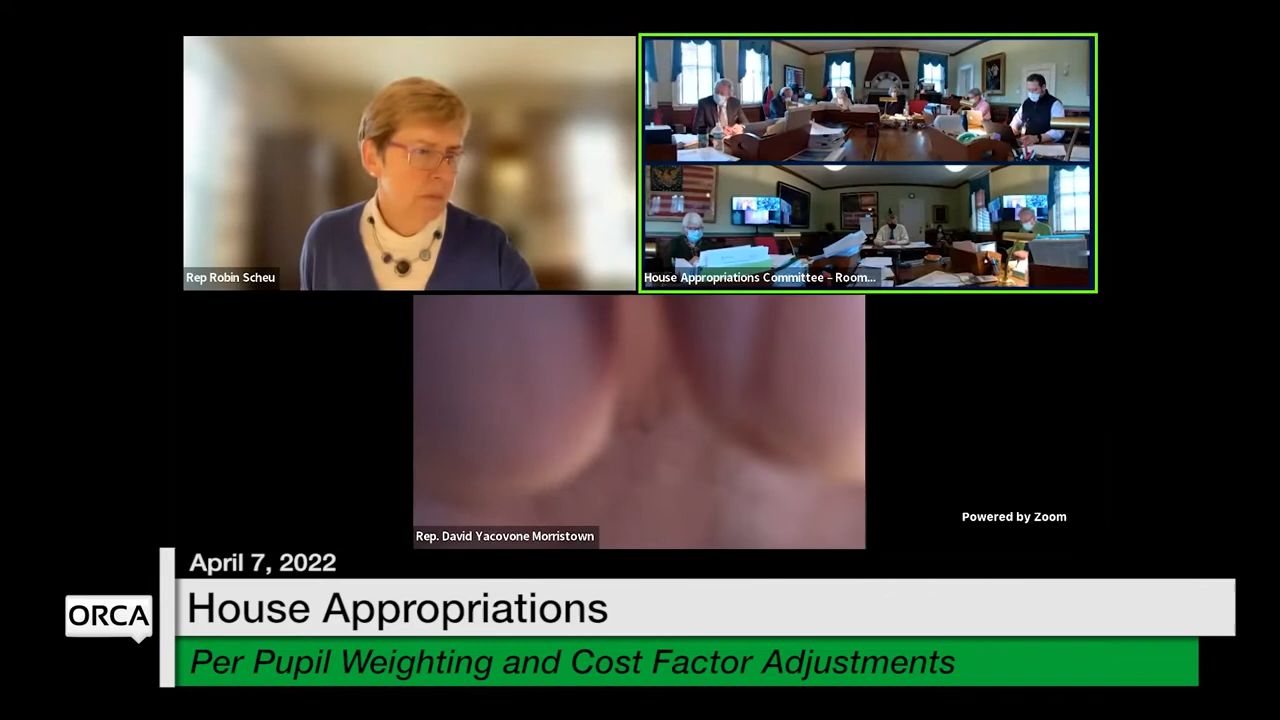 Rep Robin Scheu
House Appropriations Committee – Room...
Rep. David Yacovone Morristown
Powered by Zoom
April 7, 2022
ORCA
House Appropriations
Per Pupil Weighting and Cost Factor Adjustments